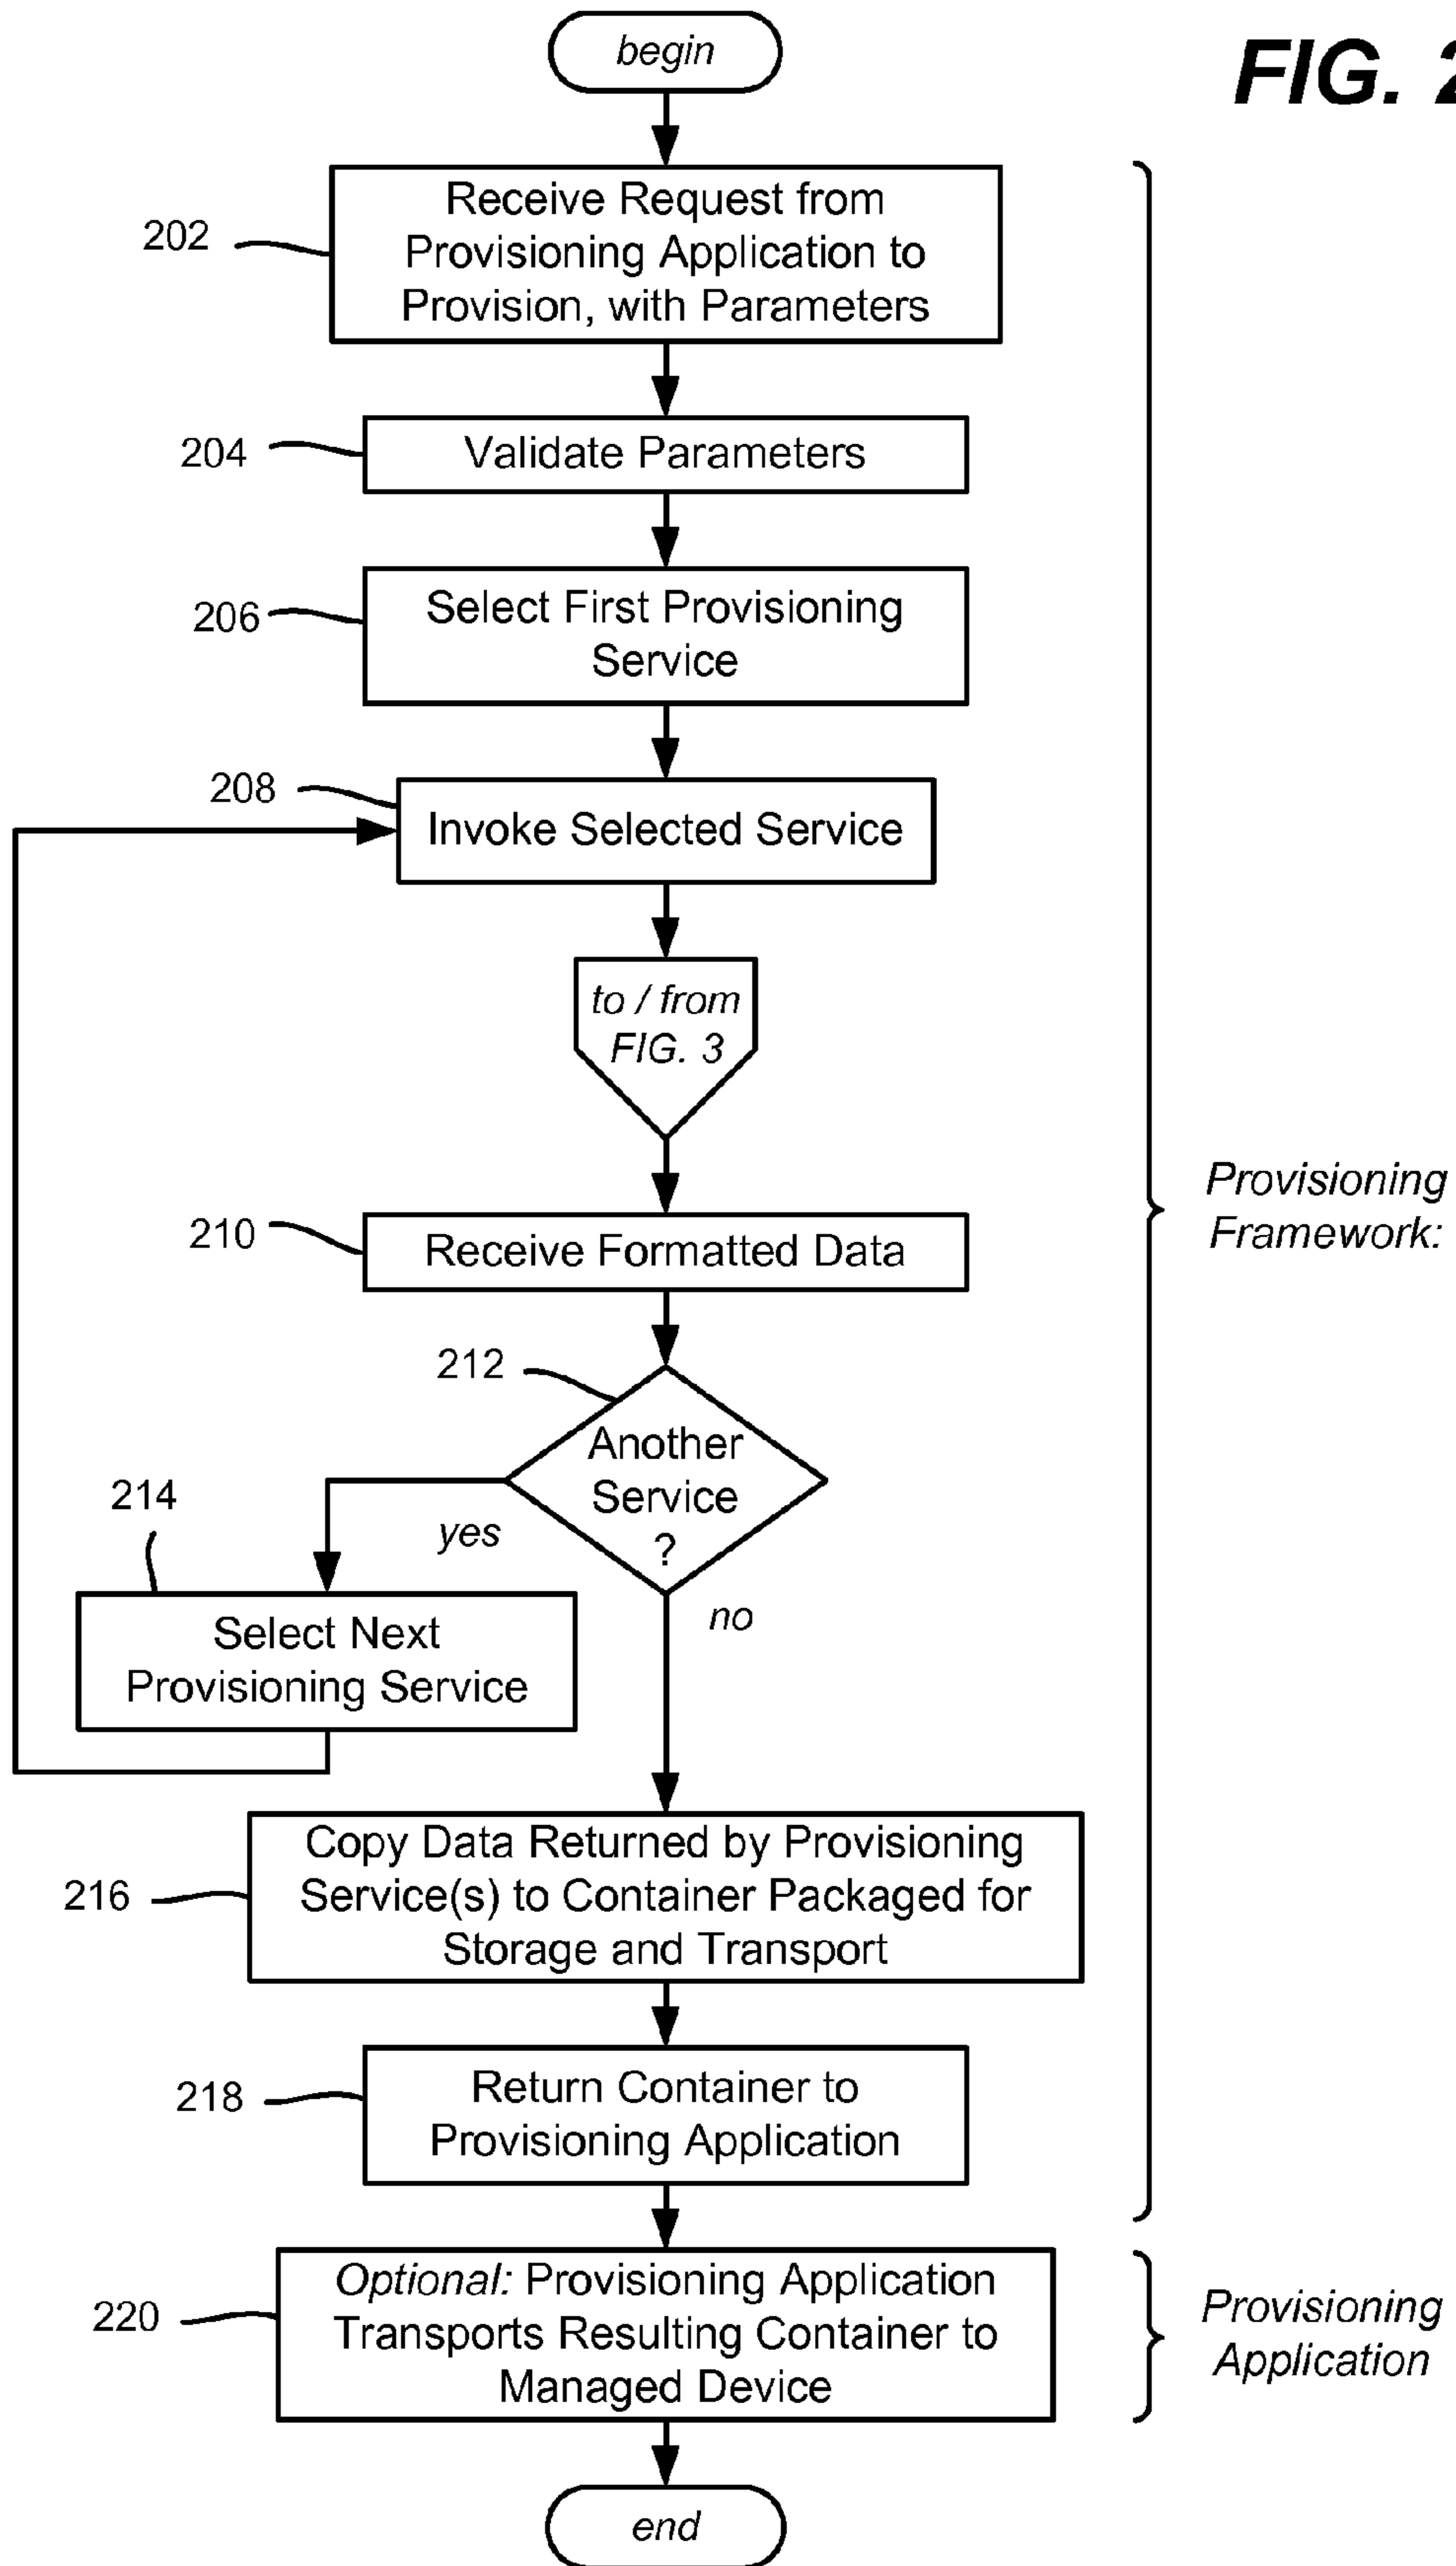 begin
FIG. 2
202
Receive Request from
Provisioning Application to
Provision, with Parameters
204
Validate Parameters
206
Select First Provisioning
Service
208
Invoke Selected Service
to / from
FIG. 3
Provisioning
Framework:
210
Receive Formatted Data
212
Another
Service
?
yes
no
214
Select Next
Provisioning Service
216
Copy Data Returned by Provisioning
Service(s) to Container Packaged for
Storage and Transport
218
Return Container to
Provisioning Application
220
Optional: Provisioning Application
Transports Resulting Container to
Managed Device
Provisioning
Application
end